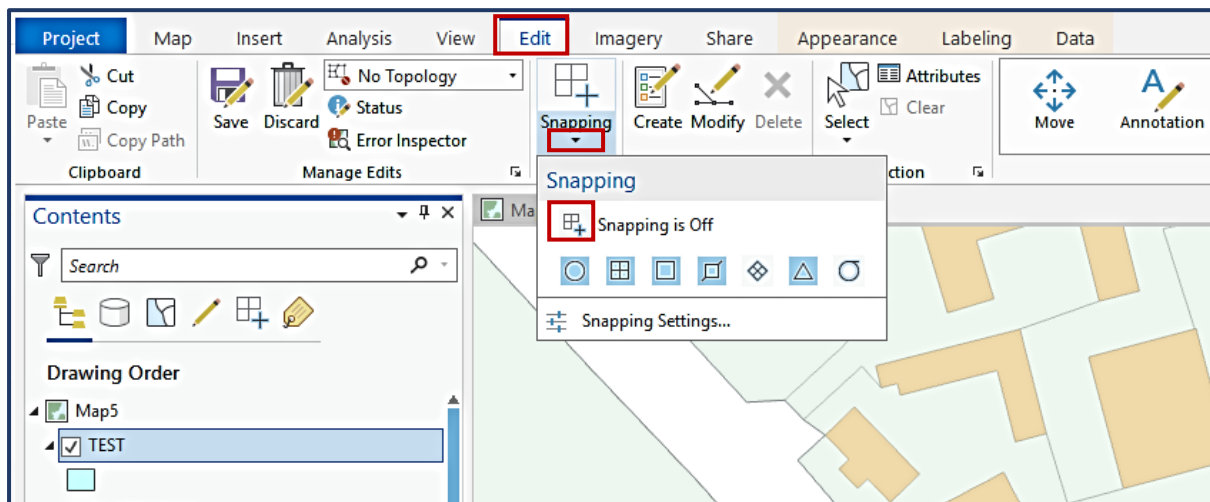 Project Map Insert Analysis View Edit Imagery Share Appearance Labeling Data
Paste
Cut
Copy
Copy Path
Clipboard
Save
Discard
No Topology
Status
Error Inspector
Manage Edits
Snapping
Create
Modify
Delete
Select
Attributes
Clear
ction
Move
Annotation
Snapping
Snapping is Off
Snapping Settings...
Contents
Search
Drawing Order
Map5
TEST
Ma